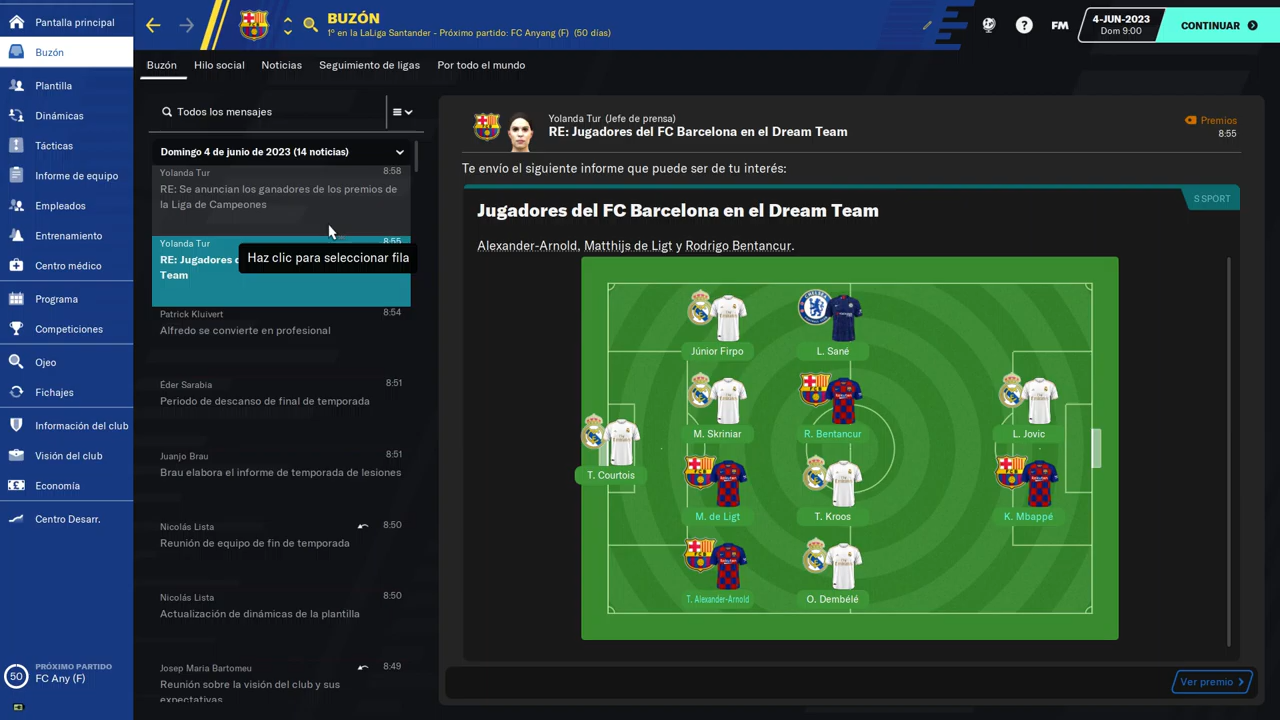 Pantalla principal
Buzón
Plantilla
Dinámicas
Tácticas
Informe de equipo
Empleados
Entrenamiento
Centro médico
Programa
Competiciones
Ojeo
Fichajes
Información del club
Visión del club
Economía
Centro Desarr.
50
PRÓXIMO PARTIDO
FC Any (F)
BUZÓN
1º en la LaLiga Santander - Próximo partido: FC Anyang (F) (50 días)
FM
4-JUN-2023
Dom 9:00
CONTINUAR
Buzón Hilo social Noticias Seguimiento de ligas Por todo el mundo
Todos los mensajes
Domingo 4 de junio de 2023 (14 noticias)
Yolanda Tur 8:58
RE: Se anuncian los ganadores de los premios de
la Liga de Campeones
Yolanda Tur 8:55
RE: Jugadores d
Team
Haz clic para seleccionar fila
Patrick Kluivert 8:54
Alfredo se convierte en profesional
Éder Sarabia 8:51
Periodo de descanso de final de temporada
Juanjo Brau 8:51
Brau elabora el informe de temporada de lesiones
Nicolás Lista 8:50
Reunión de equipo de fin de temporada
Nicolás Lista 8:50
Actualización de dinámicas de la plantilla
Josep Maria Bartomeu 8:49
Reunión sobre la visión del club y sus
expectativas
Yolanda Tur (Jefe de prensa)
RE: Jugadores del FC Barcelona en el Dream Team
Premios
8:55
Te envío el siguiente informe que puede ser de tu interés:
S SPORT
Jugadores del FC Barcelona en el Dream Team
Alexander-Arnold, Matthijs de Ligt y Rodrigo Bentancur.
Júnior Firpo
L. Sané
M. Skriniar
R. Bentancur
L. Jovic
T. Courtois
M. de Ligt
T. Kroos
K. Mbappé
T. Alexander-Arnold
O. Dembélé
Ver premio